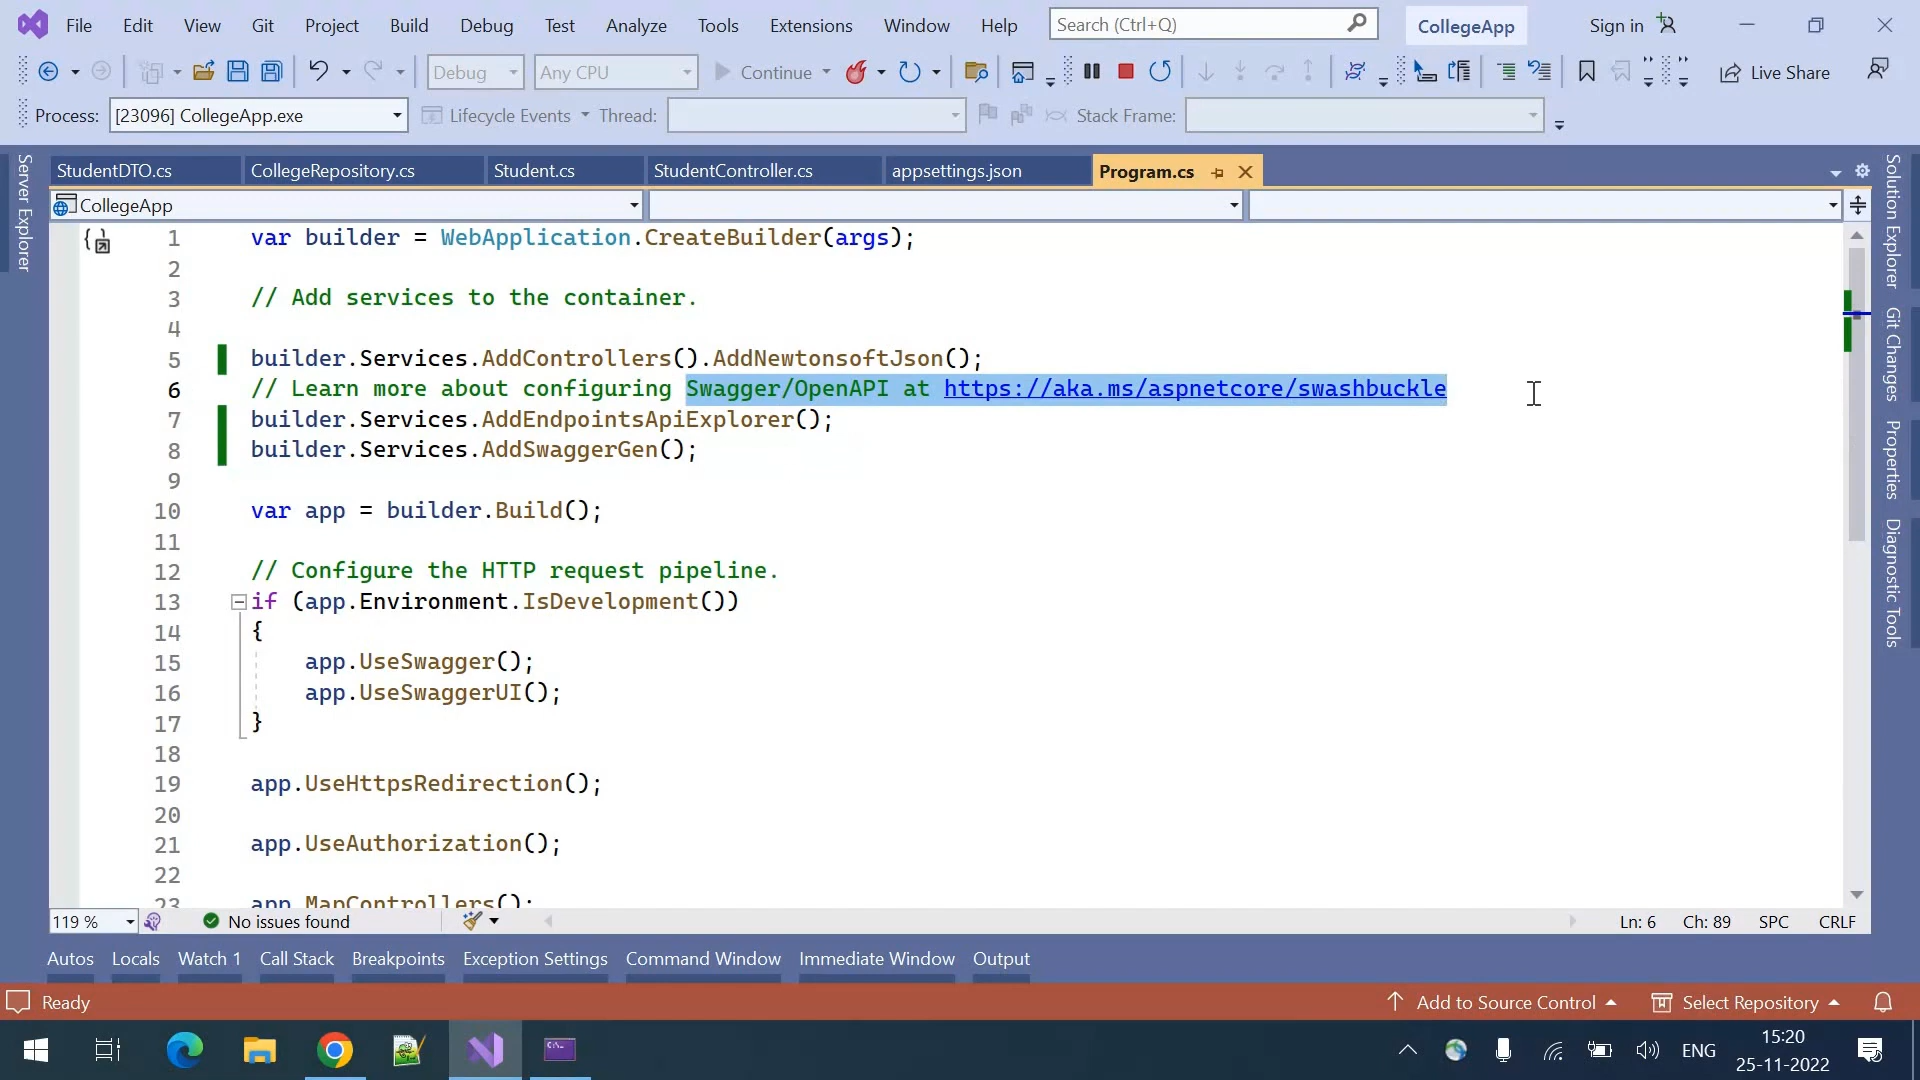 File Edit View Git Project Build Debug Test Analyze Tools Extensions Window Help Search (Ctrl+Q) CollegeApp Sign in
Debug Any CPU Continue Live Share
Process: [23096] CollegeApp.exe Lifecycle Events Thread: Stack Frame:
Server Explorer
StudentDTO.cs CollegeRepository.cs Student.cs StudentController.cs appsettings.json Program.cs
CollegeApp
1 var builder = WebApplication.CreateBuilder(args);
2
3 // Add services to the container.
4
5 builder.Services.AddControllers().AddNewtonsoftJson();
6 // Learn more about configuring Swagger/OpenAPI at https://aka.ms/aspnetcore/swashbuckle
7 builder.Services.AddEndpointsApiExplorer();
8 builder.Services.AddSwaggerGen();
9
10 var app = builder.Build();
11
12 // Configure the HTTP request pipeline.
13 if (app.Environment.IsDevelopment())
14 {
15 app.UseSwagger();
16 app.UseSwaggerUI();
17 }
18
19 app.UseHttpsRedirection();
20
21 app.UseAuthorization();
22
23 app.MapControllers();
Solution Explorer
Git Changes
Properties
Diagnostic Tools
119 % No issues found Ln: 6 Ch: 89 SPC CRLF
Autos Locals Watch 1 Call Stack Breakpoints Exception Settings Command Window Immediate Window Output
Ready Add to Source Control Select Repository
ENG 15:20
25-11-2022